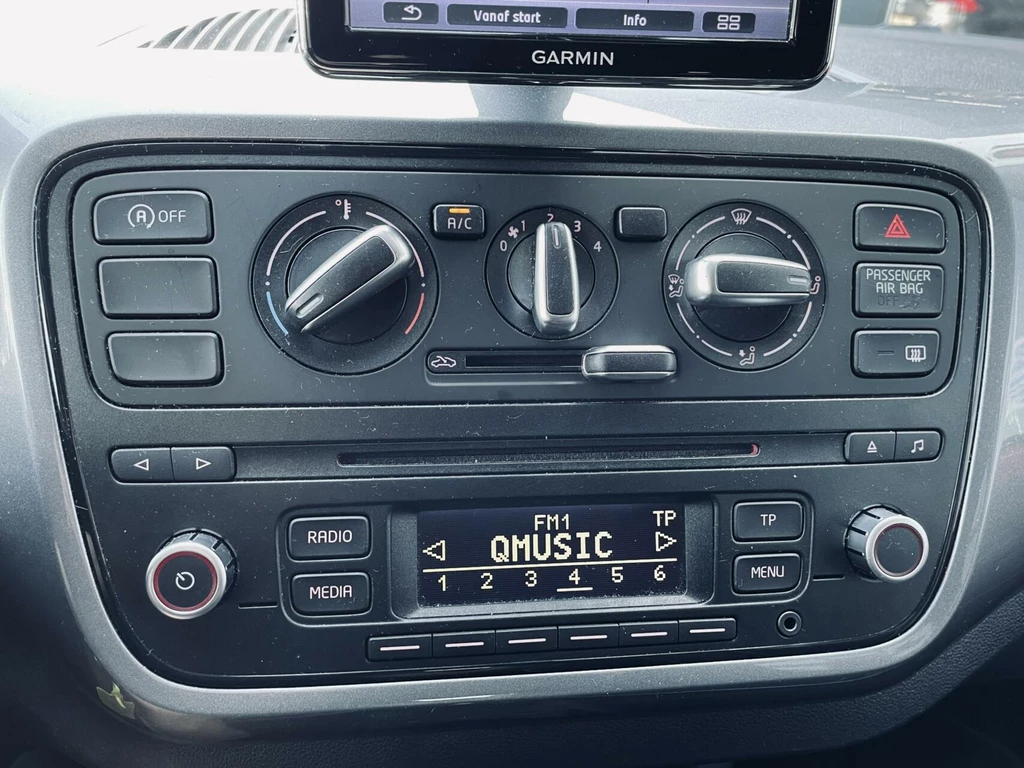 Vanaf start
Info
GARMIN
A OFF
A/C
0 1 2 3 4
PASSENGER
AIR BAG
OFF
RADIO
MEDIA
FM1
TP
QMUSIC
1 2 3 4 5 6
TP
MENU